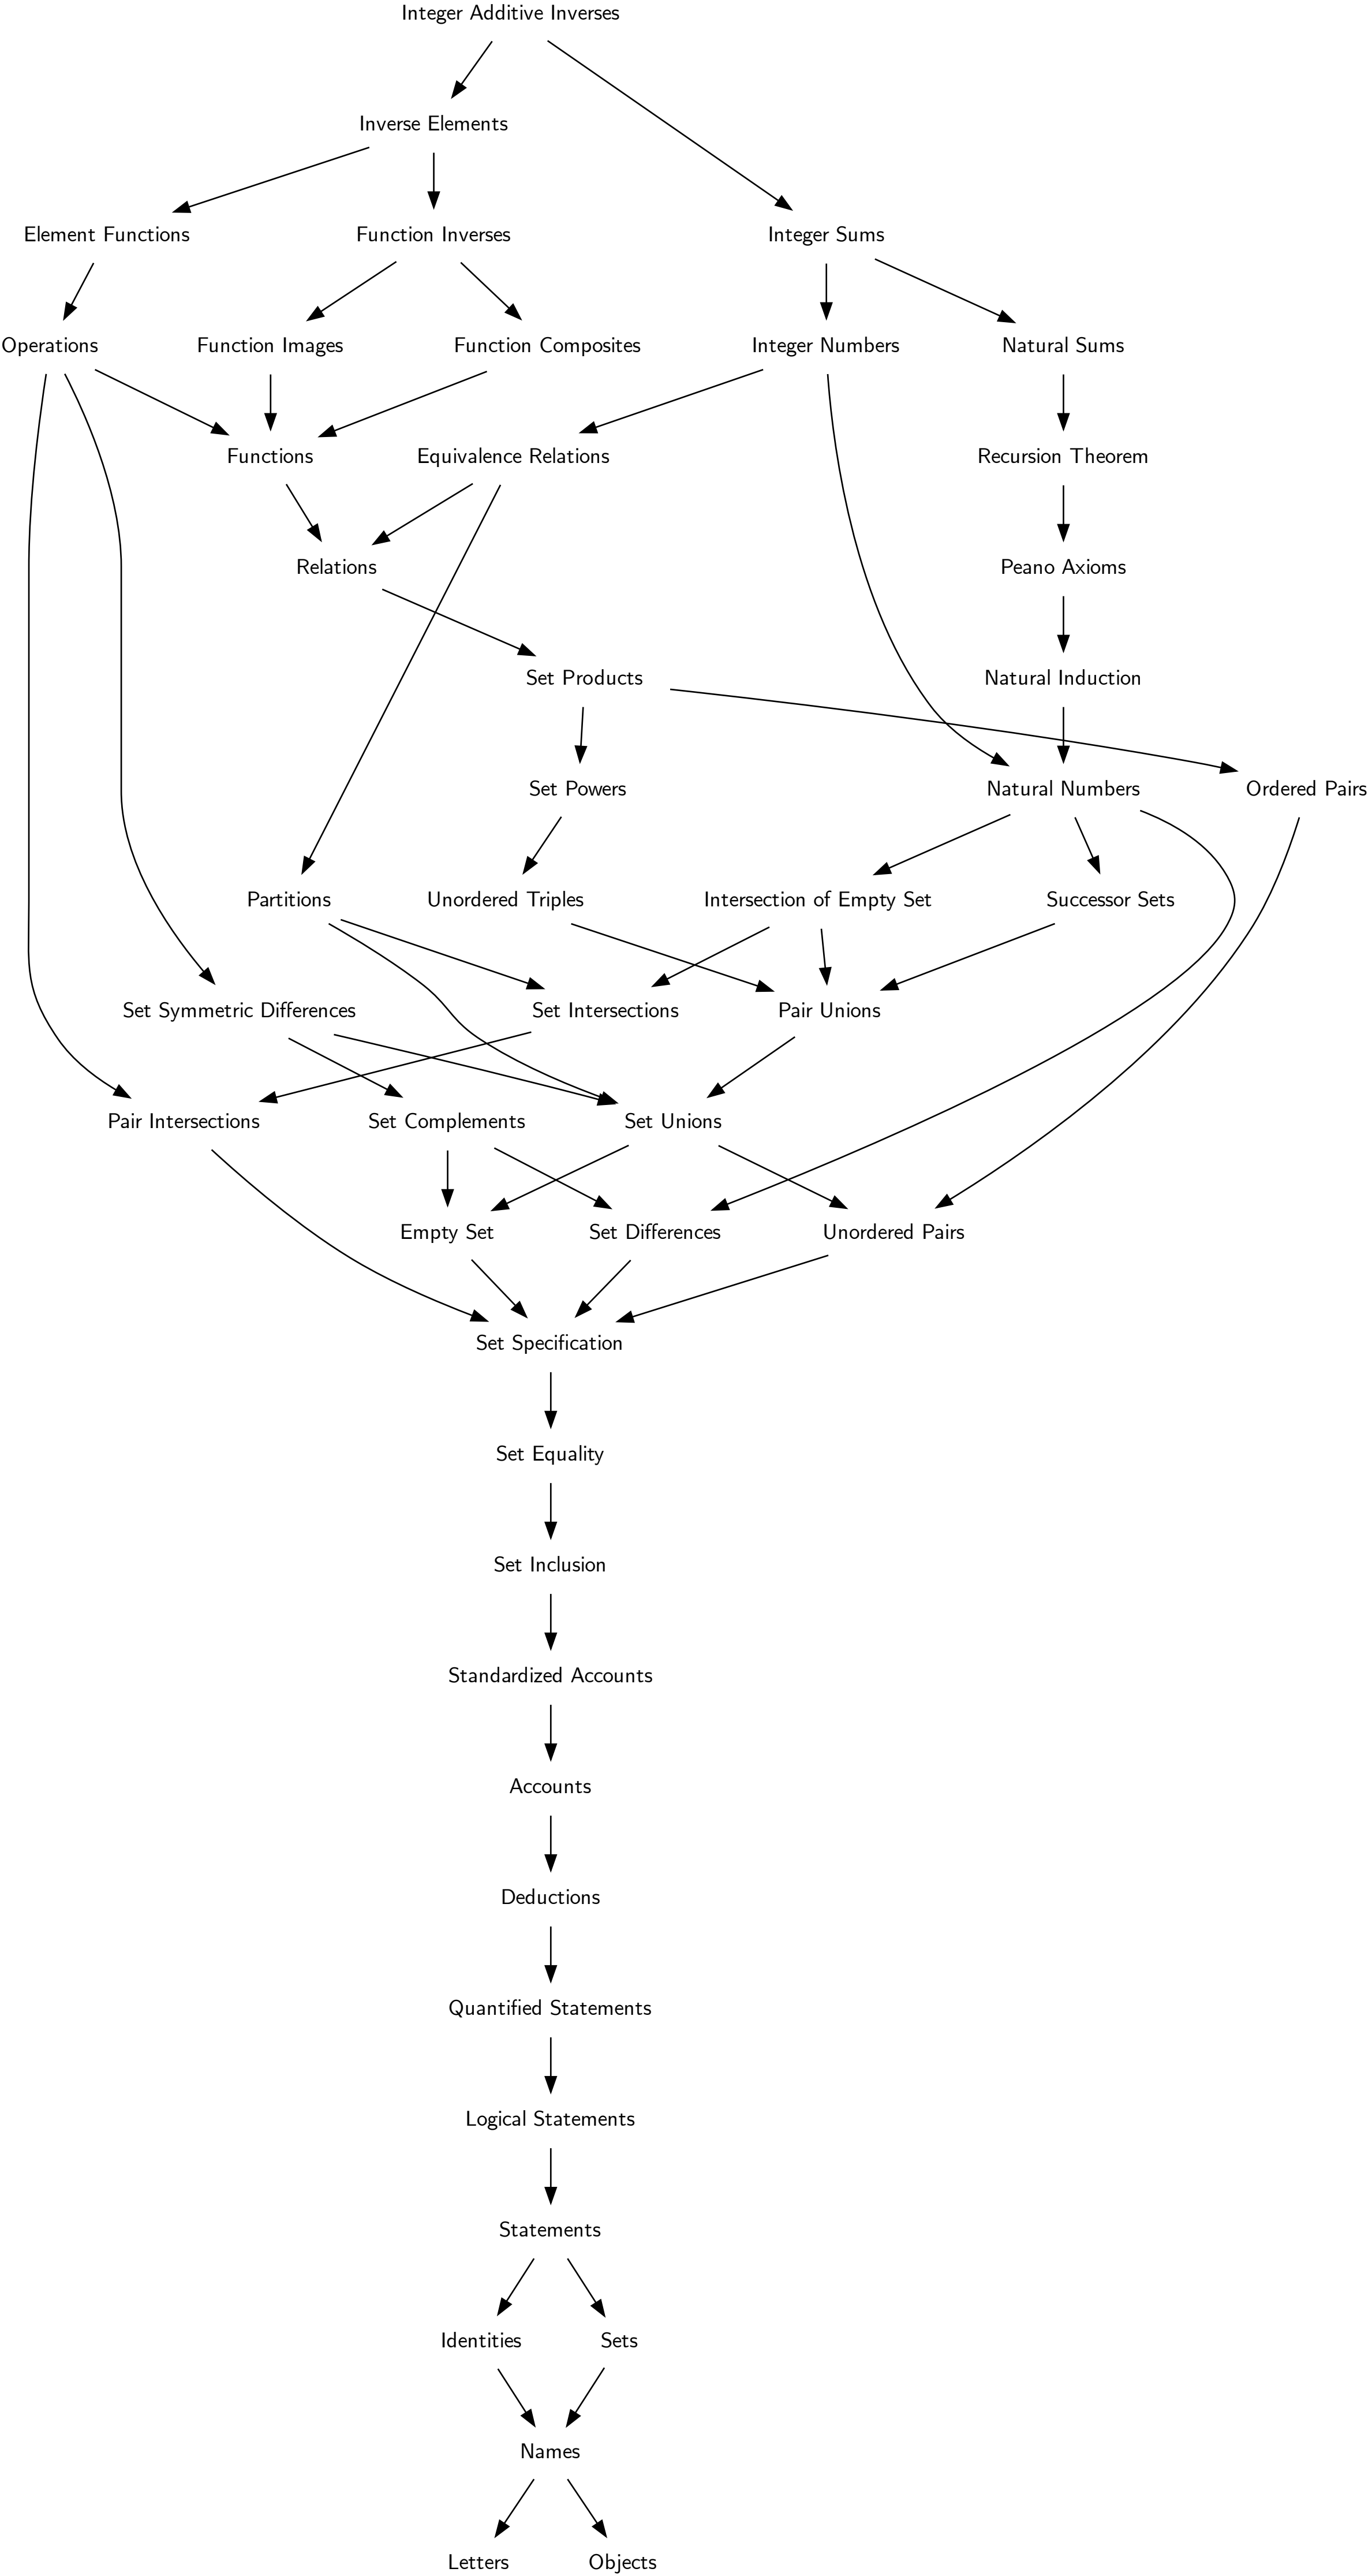 Integer Additive Inverses
Inverse Elements
Element Functions
Function Inverses
Integer Sums
Operations
Function Images
Function Composites
Integer Numbers
Natural Sums
Functions
Equivalence Relations
Recursion Theorem
Relations
Peano Axioms
Set Products
Natural Induction
Set Powers
Natural Numbers
Ordered Pairs
Partitions
Unordered Triples
Intersection of Empty Set
Successor Sets
Set Symmetric Differences
Set Intersections
Pair Unions
Pair Intersections
Set Complements
Set Unions
Empty Set
Set Differences
Unordered Pairs
Set Specification
Set Equality
Set Inclusion
Standardized Accounts
Accounts
Deductions
Quantified Statements
Logical Statements
Statements
Identities
Sets
Names
Letters
Objects